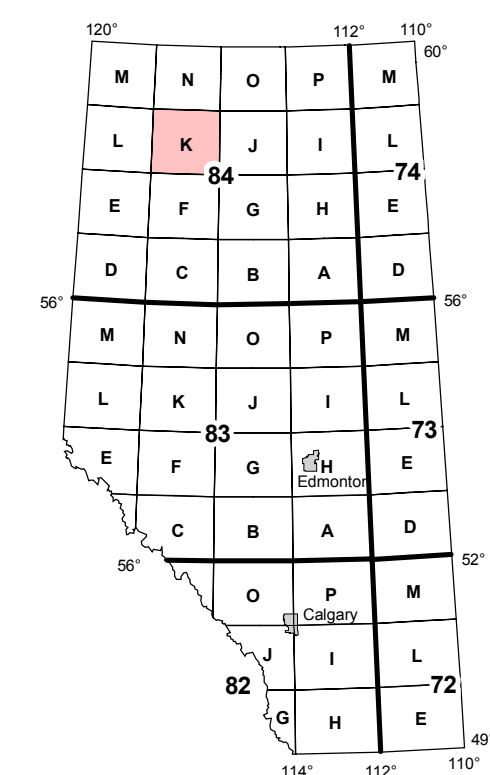 120° 112° 110°
60°
M N O P M
L K J I L
84 74
E F G H E
D C B A D
56° 56°
M N O P M
L K J I L
83 73
E F G H E
Edmonton
C B A D
56° 52°
O P M
Calgary
J I L
82 72
G H E
49°
114° 112° 110°